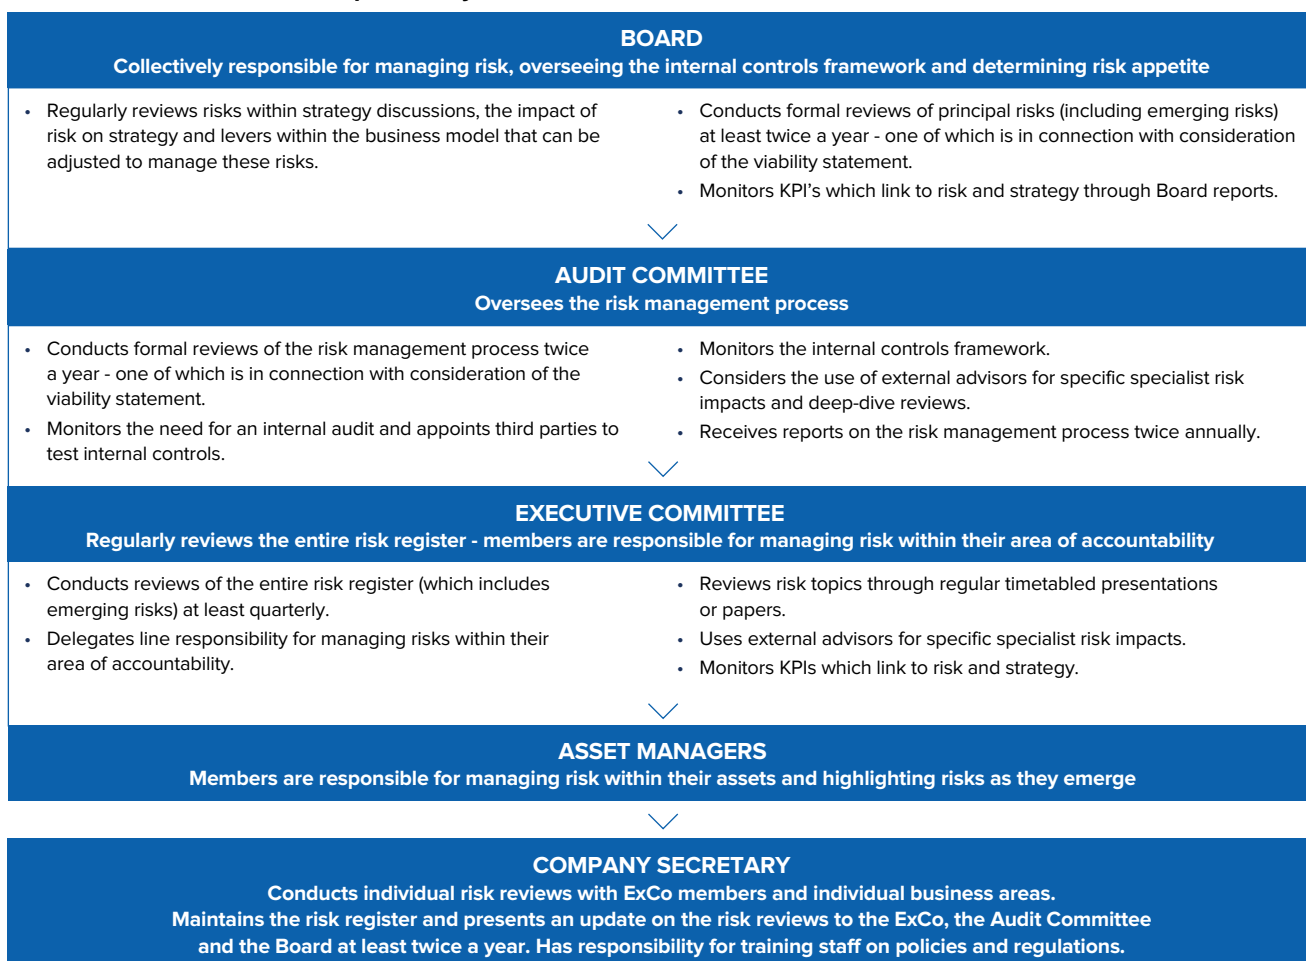 BOARD
Collectively responsible for managing risk, overseeing the internal controls framework and determining risk appetite
• Regularly reviews risks within strategy discussions, the impact of
risk on strategy and levers within the business model that can be
adjusted to manage these risks.
• Conducts formal reviews of principal risks (including emerging risks)
at least twice a year - one of which is in connection with consideration
of the viability statement.
• Monitors KPI's which link to risk and strategy through Board reports.
AUDIT COMMITTEE
Oversees the risk management process
• Conducts formal reviews of the risk management process twice
a year - one of which is in connection with consideration of the
viability statement.
• Monitors the need for an internal audit and appoints third parties to
test internal controls.
• Monitors the internal controls framework.
• Considers the use of external advisors for specific specialist risk
impacts and deep-dive reviews.
• Receives reports on the risk management process twice annually.
EXECUTIVE COMMITTEE
Regularly reviews the entire risk register - members are responsible for managing risk within their area of accountability
• Conducts reviews of the entire risk register (which includes
emerging risks) at least quarterly.
• Delegates line responsibility for managing risks within their
area of accountability.
• Reviews risk topics through regular timetabled presentations
or papers.
• Uses external advisors for specific specialist risk impacts.
• Monitors KPIs which link to risk and strategy.
ASSET MANAGERS
Members are responsible for managing risk within their assets and highlighting risks as they emerge
COMPANY SECRETARY
Conducts individual risk reviews with ExCo members and individual business areas.
Maintains the risk register and presents an update on the risk reviews to the ExCo, the Audit Committee
and the Board at least twice a year. Has responsibility for training staff on policies and regulations.